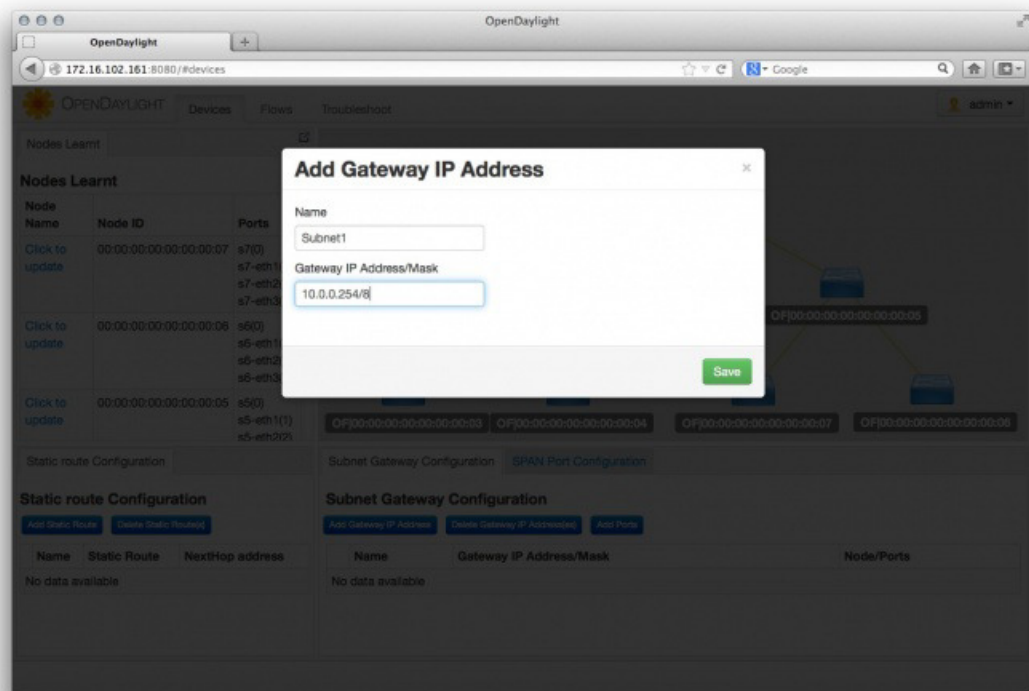 OpenDaylight
OpenDaylight
172.16.102.161:8080/#devices
Google
OPENDAYLIGHT
Devices
Flows
Troubleshoot
admin
Nodes Learnt
Nodes Learnt
Node Name
Node ID
Ports
Click to update
00:00:00:00:00:00:00:07
s7(0)
s7-eth1(
s7-eth2(
s7-eth3(
Click to update
00:00:00:00:00:00:00:06
s6(0)
s6-eth1(
s6-eth2(
s6-eth3(
Click to update
00:00:00:00:00:00:00:05
s5(0)
s5-eth1(1)
s5-eth2(2)
Add Gateway IP Address
×
Name
Subnet1
Gateway IP Address/Mask
10.0.0.254/8
Save
OF|00:00:00:00:00:00:00:05
OF|00:00:00:00:00:00:00:03
OF|00:00:00:00:00:00:00:04
OF|00:00:00:00:00:00:00:07
OF|00:00:00:00:00:00:00:06
Static route Configuration
Static route Configuration
Add Static Route
Delete Static Route(s)
Name
Static Route
NextHop address
No data available
Subnet Gateway Configuration
SPAN Port Configuration
Subnet Gateway Configuration
Add Gateway IP Address
Delete Gateway IP Address(es)
Add Ports
Name
Gateway IP Address/Mask
Node/Ports
No data available